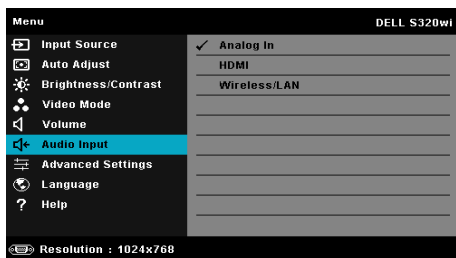 Menu DELL S320wi
Input Source
Auto Adjust
Brightness/Contrast
Video Mode
Volume
Audio Input
Advanced Settings
Language
? Help
Analog In
HDMI
Wireless/LAN
Resolution : 1024x768